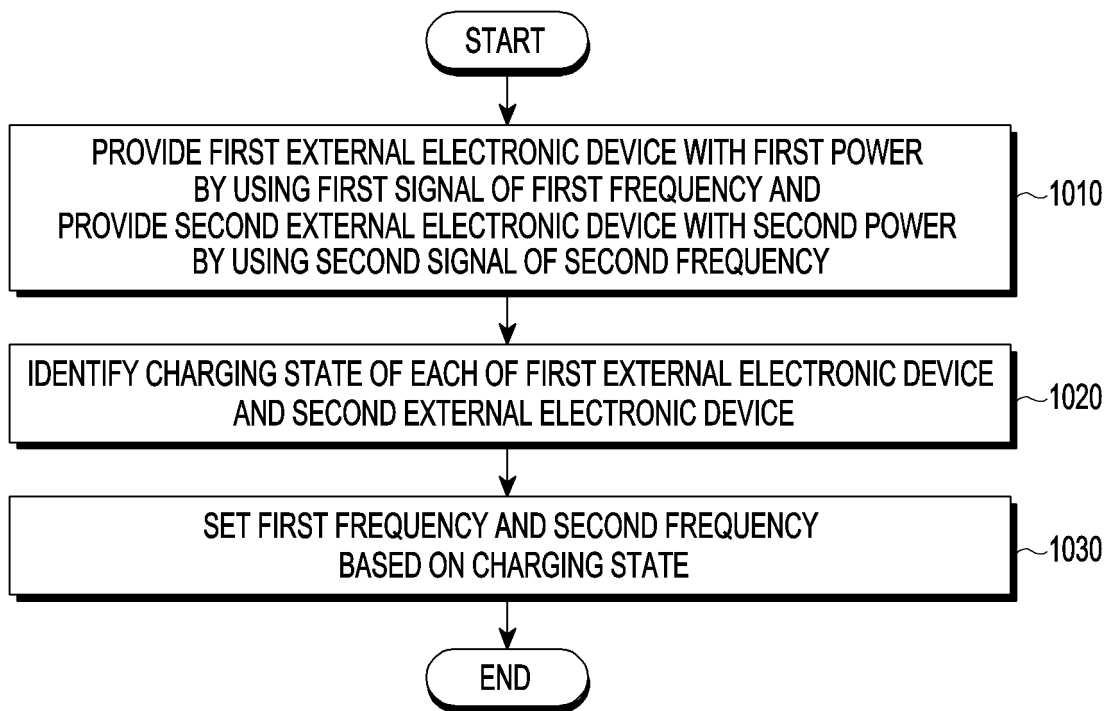 START
PROVIDE FIRST EXTERNAL ELECTRONIC DEVICE WITH FIRST POWER
BY USING FIRST SIGNAL OF FIRST FREQUENCY AND
PROVIDE SECOND EXTERNAL ELECTRONIC DEVICE WITH SECOND POWER
BY USING SECOND SIGNAL OF SECOND FREQUENCY
1010
IDENTIFY CHARGING STATE OF EACH OF FIRST EXTERNAL ELECTRONIC DEVICE
AND SECOND EXTERNAL ELECTRONIC DEVICE
1020
SET FIRST FREQUENCY AND SECOND FREQUENCY
BASED ON CHARGING STATE
1030
END